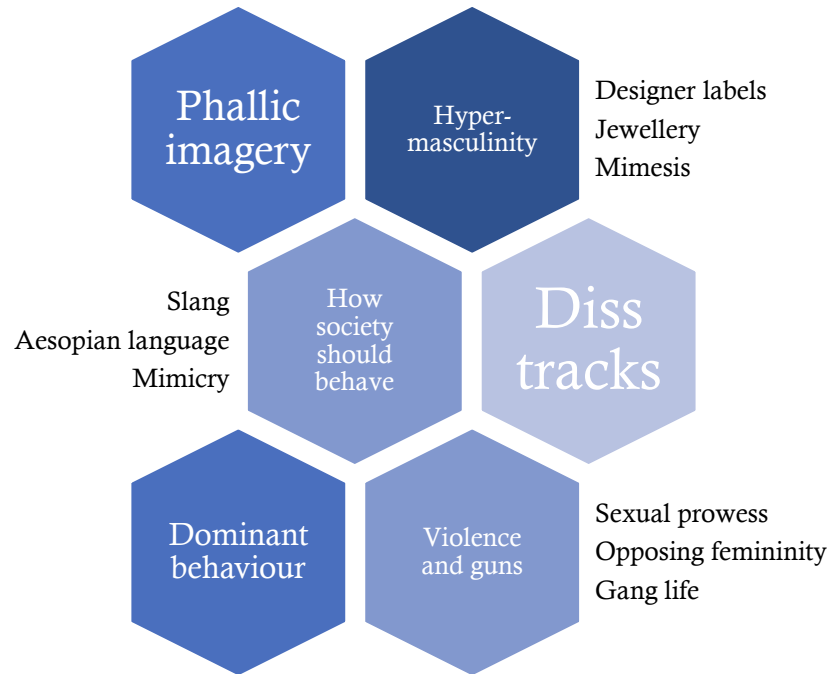 Phallic
imagery
Hyper-
masculinity
Designer labels
Jewellery
Mimesis
Slang
Aesopian language
Mimicry
How
society
should
behave
Diss
tracks
Dominant
behaviour
Violence
and guns
Sexual prowess
Opposing femininity
Gang life